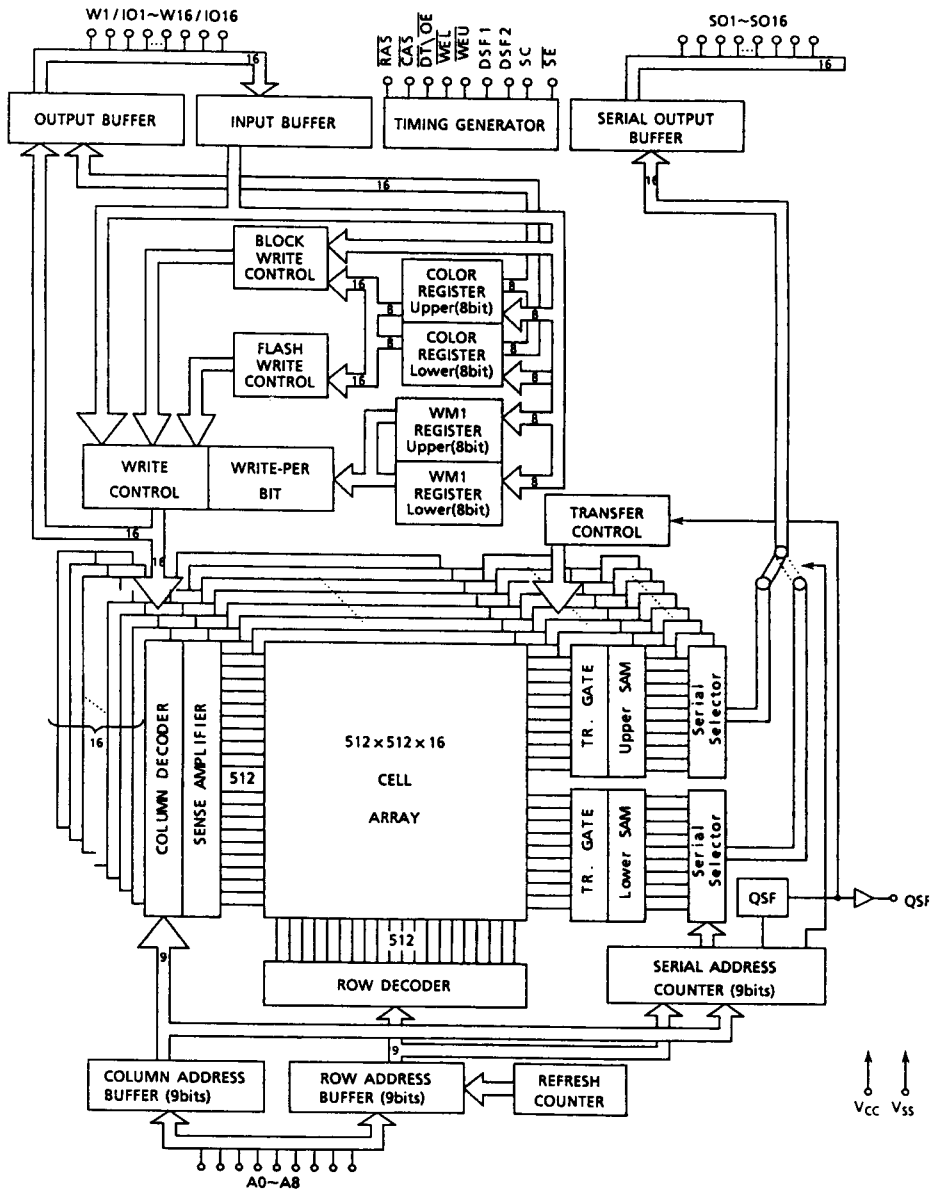 W1/IO1~W16/IO16
SO1~SO16
RAS
CAS
DT\OE
WEL
WEU
DSF1
DSF2
SC
SE
16
16
OUTPUT BUFFER
INPUT BUFFER
TIMING GENERATOR
SERIAL OUTPUT
BUFFER
16
16
BLOCK
WRITE
CONTROL
COLOR
REGISTER
Upper(8bit)
8
8
16
8
COLOR
REGISTER
Lower(8bit)
8
8
8
FLASH
WRITE
CONTROL
16
WM1
REGISTER
Upper(8bit)
8
WRITE
CONTROL
WRITE-PER
BIT
WM1
REGISTER
Lower(8bit)
8
TRANSFER
CONTROL
16
16
16
COLUMN DECODER
SENSE AMPLIFIER
512
512x512x16
CELL
ARRAY
TR. GATE
Upper SAM
Serial
Selector
TR. GATE
Lower SAM
Serial
Selector
QSF
QSF
512
9
ROW DECODER
SERIAL ADDRESS
COUNTER (9bits)
9
COLUMN ADDRESS
BUFFER (9bits)
ROW ADDRESS
BUFFER (9bits)
REFRESH
COUNTER
VCC
VSS
A0~A8